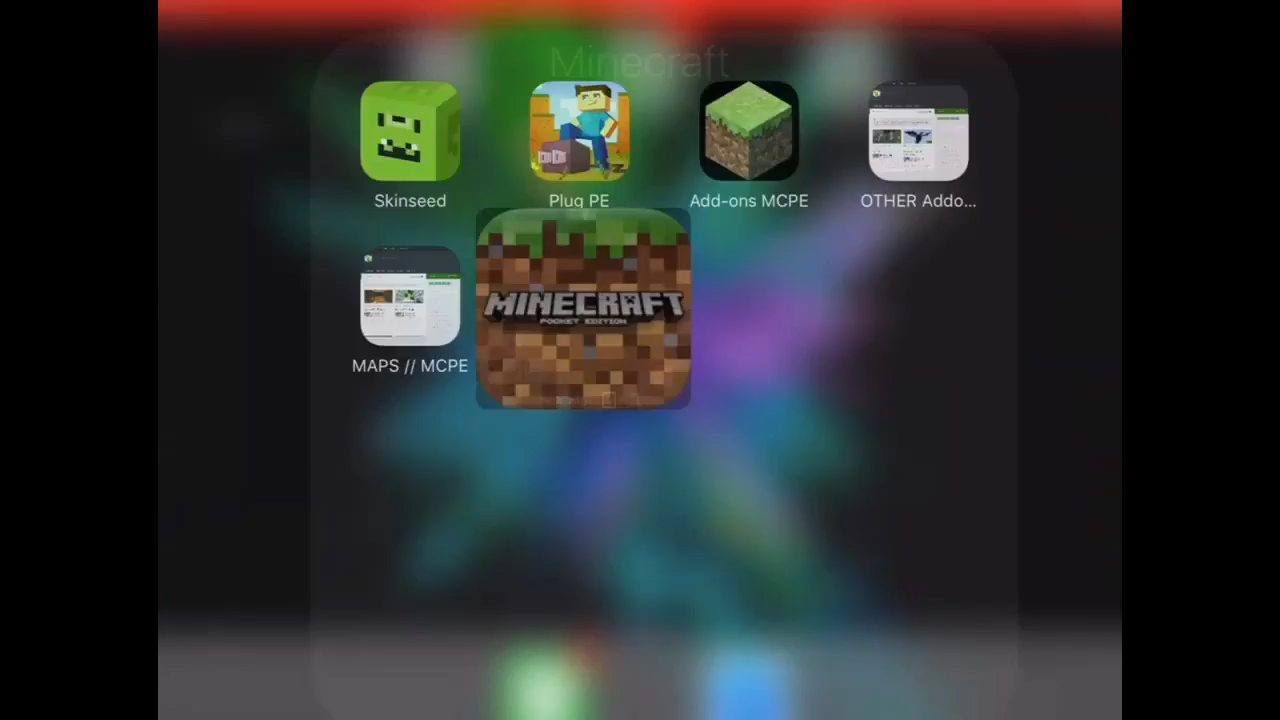 Minecraft
Skinseed
Plug PE
Add-ons MCPE
OTHER Addo...
MAPS // MCPE
MINECRAFT
POCKET EDITION